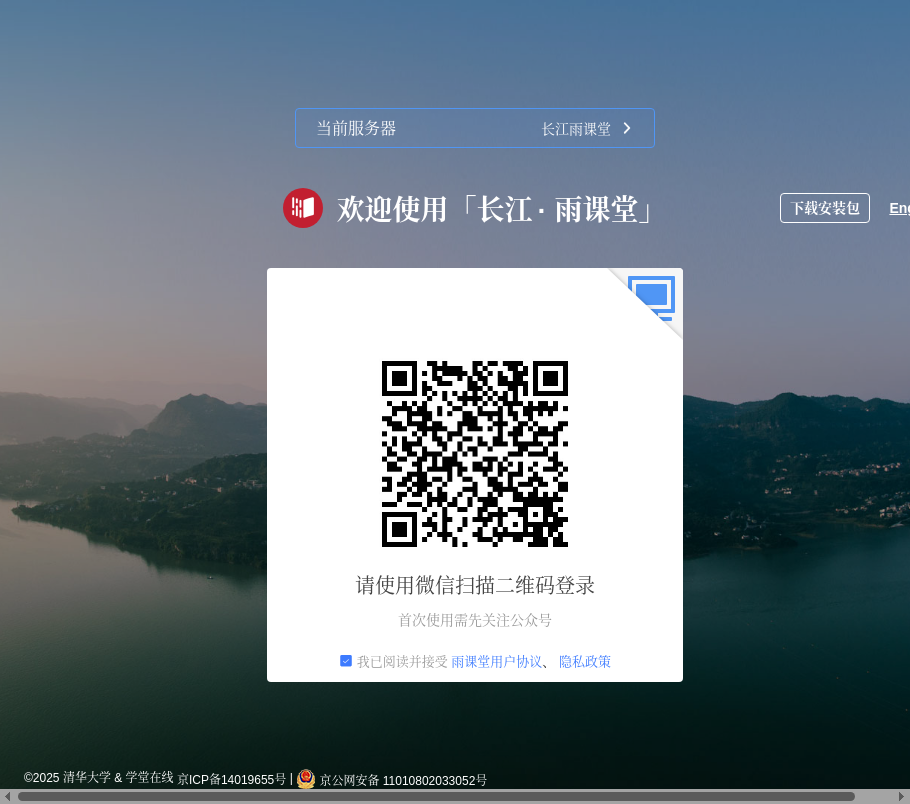 当前服务器 长江雨课堂
欢迎使用「长江 · 雨课堂」
下载安装包
请使用微信扫描二维码登录
首次使用需先关注公众号
我已阅读并接受 雨课堂用户协议、 隐私政策
©2025 清华大学 & 学堂在线 京ICP备14019655号 | 京公网安备 11010802033052号